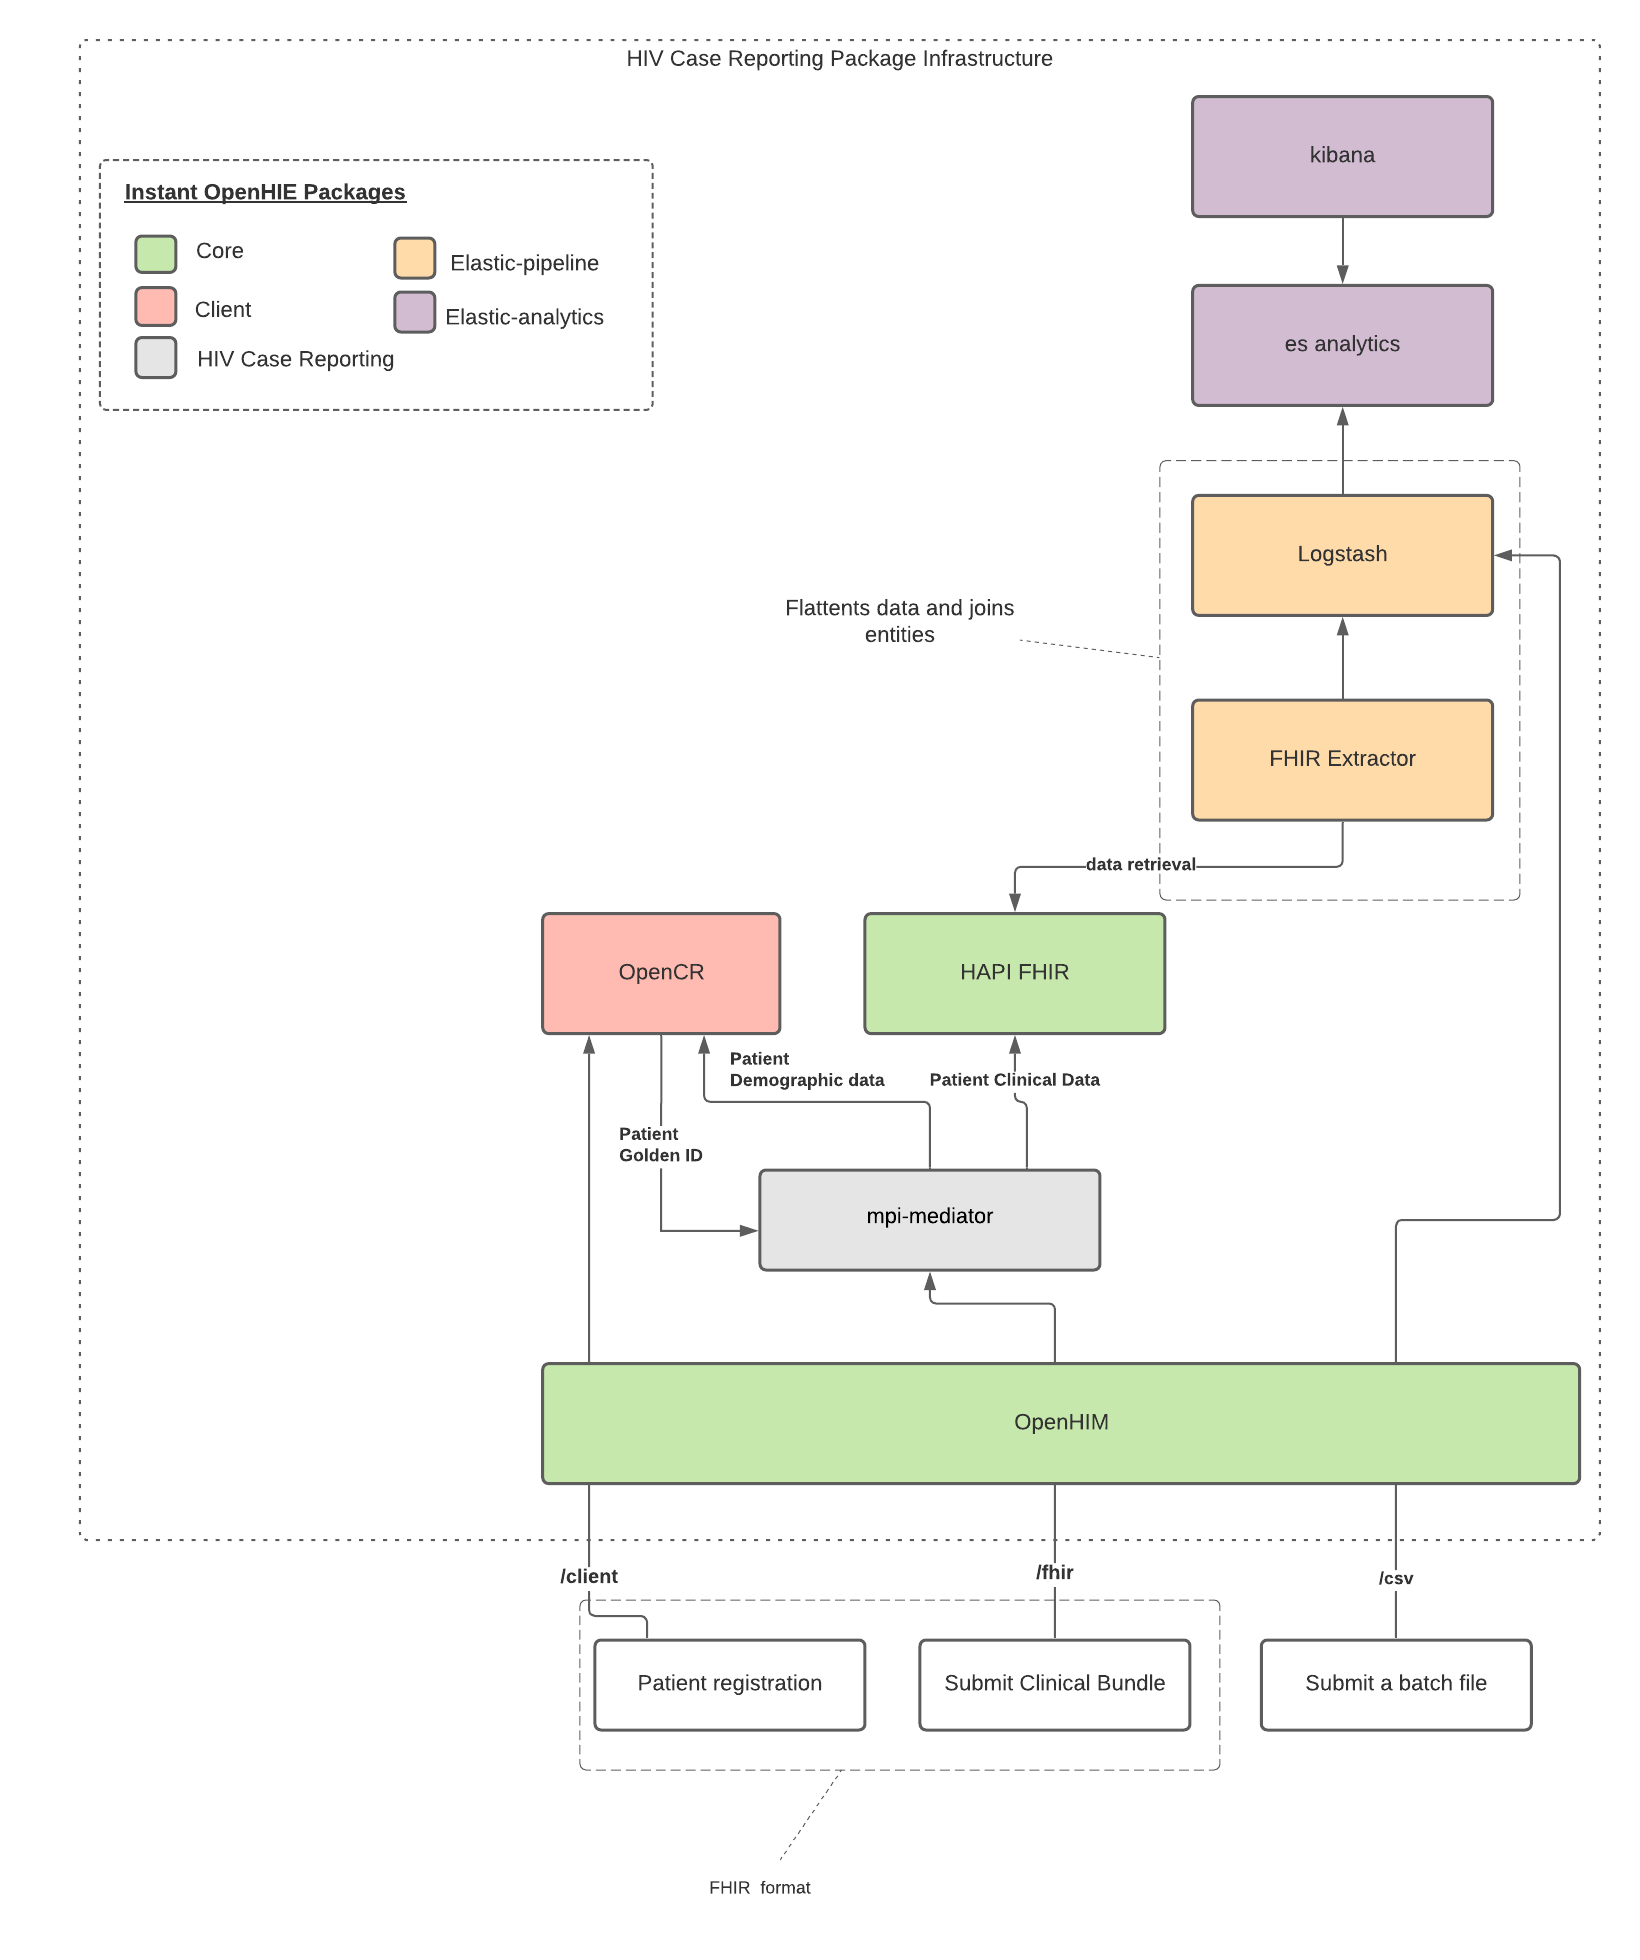 HIV Case Reporting Package Infrastructure
kibana
Instant OpenHIE Packages
Core
Elastic-pipeline
Client
Elastic-analytics
HIV Case Reporting
es analytics
Logstash
Flattents data and joins
entities
FHIR Extractor
data retrieval
OpenCR
HAPI FHIR
Patient
Demographic data
Patient Clinical Data
Patient
Golden ID
mpi-mediator
OpenHIM
/client
/fhir
/csv
Patient registration
Submit Clinical Bundle
Submit a batch file
FHIR  format